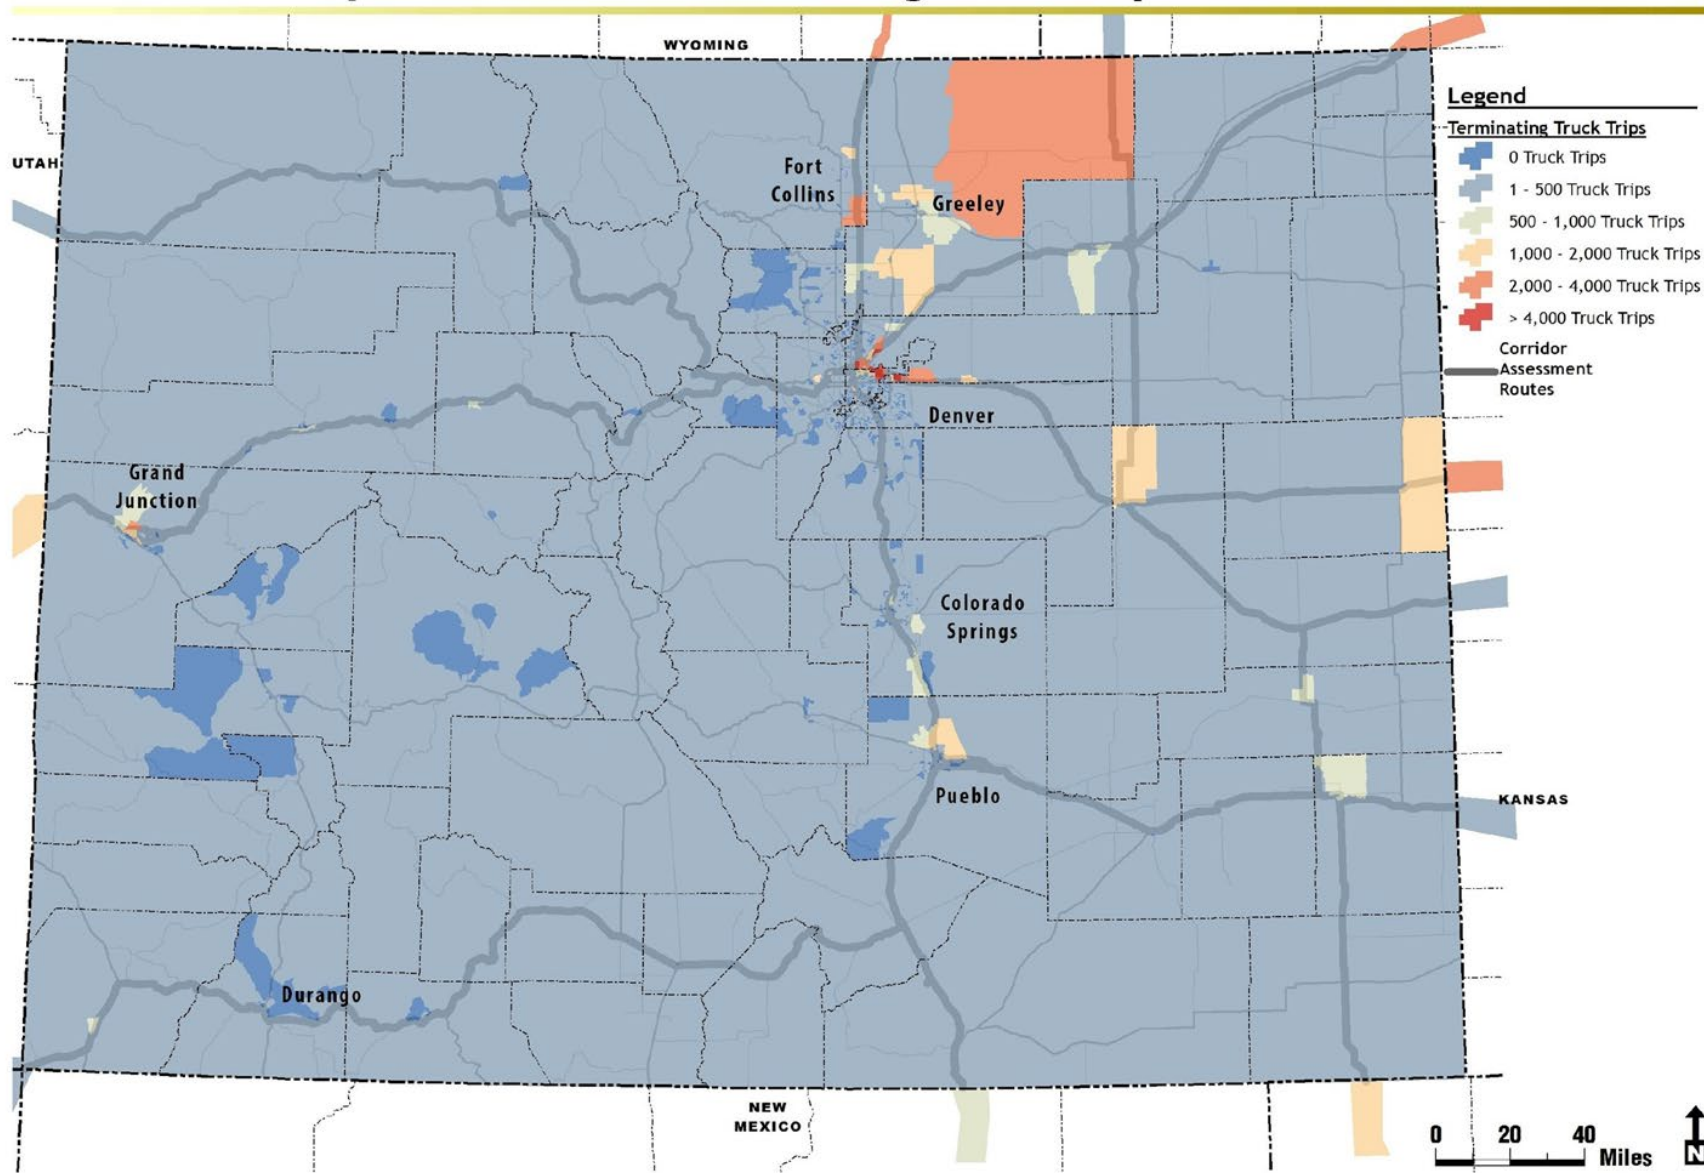 WYOMING
Legend
Terminating Truck Trips
0 Truck Trips
1 - 500 Truck Trips
500 - 1,000 Truck Trips
1,000 - 2,000 Truck Trips
2,000 - 4,000 Truck Trips
> 4,000 Truck Trips
Corridor
Assessment
Routes
UTAH
Fort
Collins
Greeley
Denver
Grand
Junction
Colorado
Springs
Pueblo
KANSAS
Durango
NEW
MEXICO
0 20 40
Miles
N